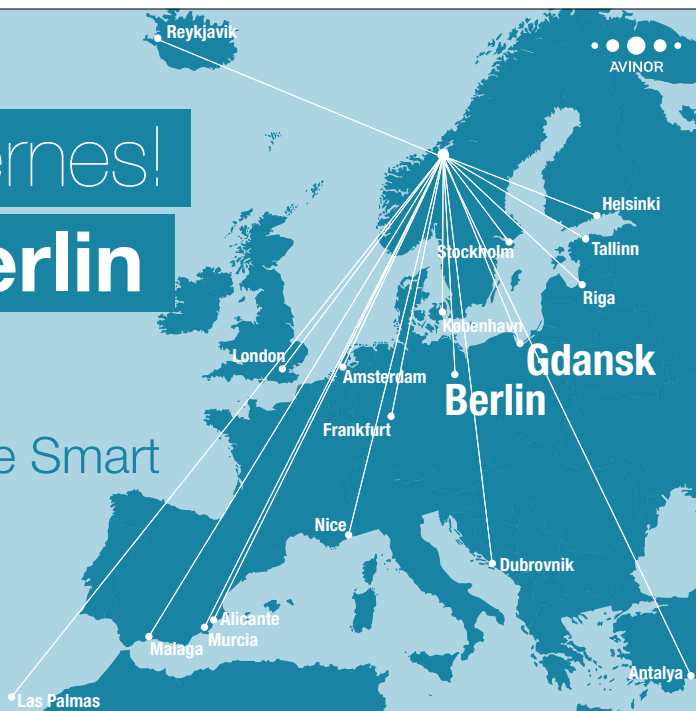 Reykjavik
AVINOR
ernes!
erlin
Helsinki
Stockholm
Tallinn
Riga
København
London
Gdansk
Amsterdam
Berlin
Frankfurt
e Smart
Nice
Dubrovnik
Alicante
Murcia
Malaga
Antalya
Las Palmas